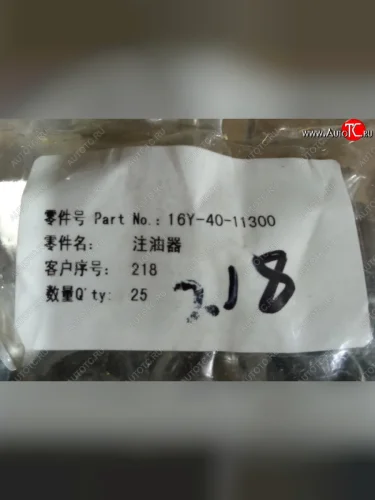 www.AutoTC.ru
零件号 Part No.: 16Y-40-11300
零件名: 注油器
客户序号: 218
数量Q'ty: 25
218